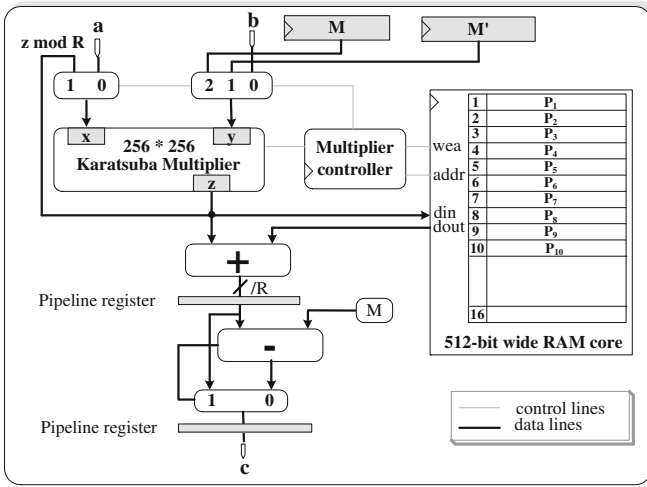 a
b
M
M'
z mod R
1 0
2 1 0
x
y
256 * 256
Karatsuba Multiplier
z
Multiplier
controller
wea
addr
din
dout
1 P₁
2 P₂
3 P₃
4 P₄
5 P₅
6 P₆
7 P₇
8 P₈
9 P₉
10 P₁₀
16
512-bit wide RAM core
+
/R
Pipeline register
M
-
1 0
Pipeline register
c
control lines
data lines